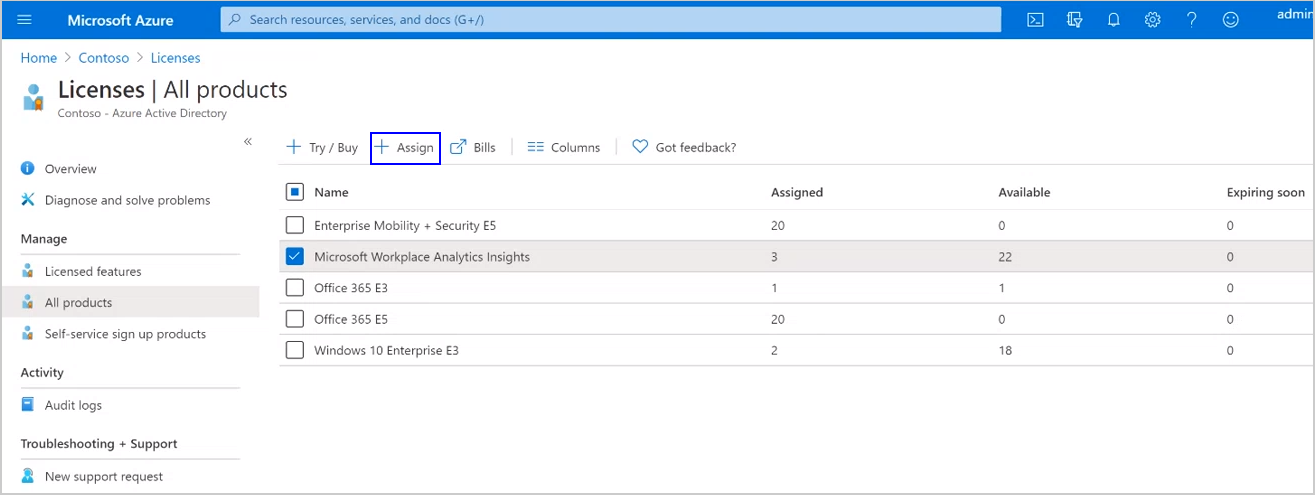 Microsoft Azure
Search resources, services, and docs (G+/)
admin
Home > Contoso > Licenses
Licenses | All products
Contoso - Azure Active Directory
«
Try / Buy Assign Bills Columns Got feedback?
Overview
Diagnose and solve problems
Manage
Licensed features
All products
Self-service sign up products
Activity
Audit logs
Troubleshooting + Support
New support request
Name Assigned Available Expiring soon
Enterprise Mobility + Security E5 20 0 0
Microsoft Workplace Analytics Insights 3 22 0
Office 365 E3 1 1 0
Office 365 E5 20 0 0
Windows 10 Enterprise E3 2 18 0